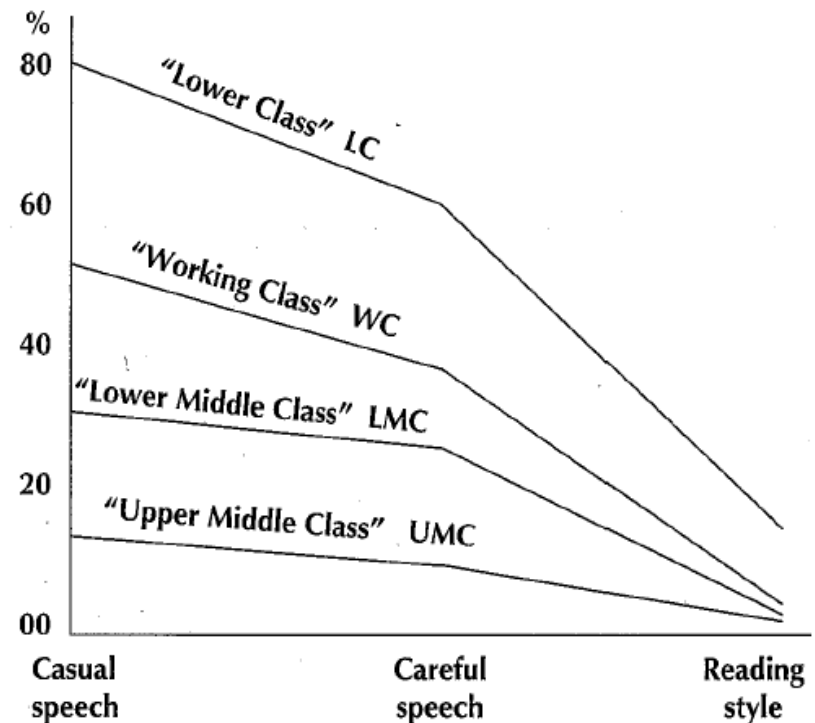 %
80
"Lower Class" LC
60
"Working Class" WC
40
"Lower Middle Class" LMC
20
"Upper Middle Class" UMC
00
Casual speech
Careful speech
Reading style